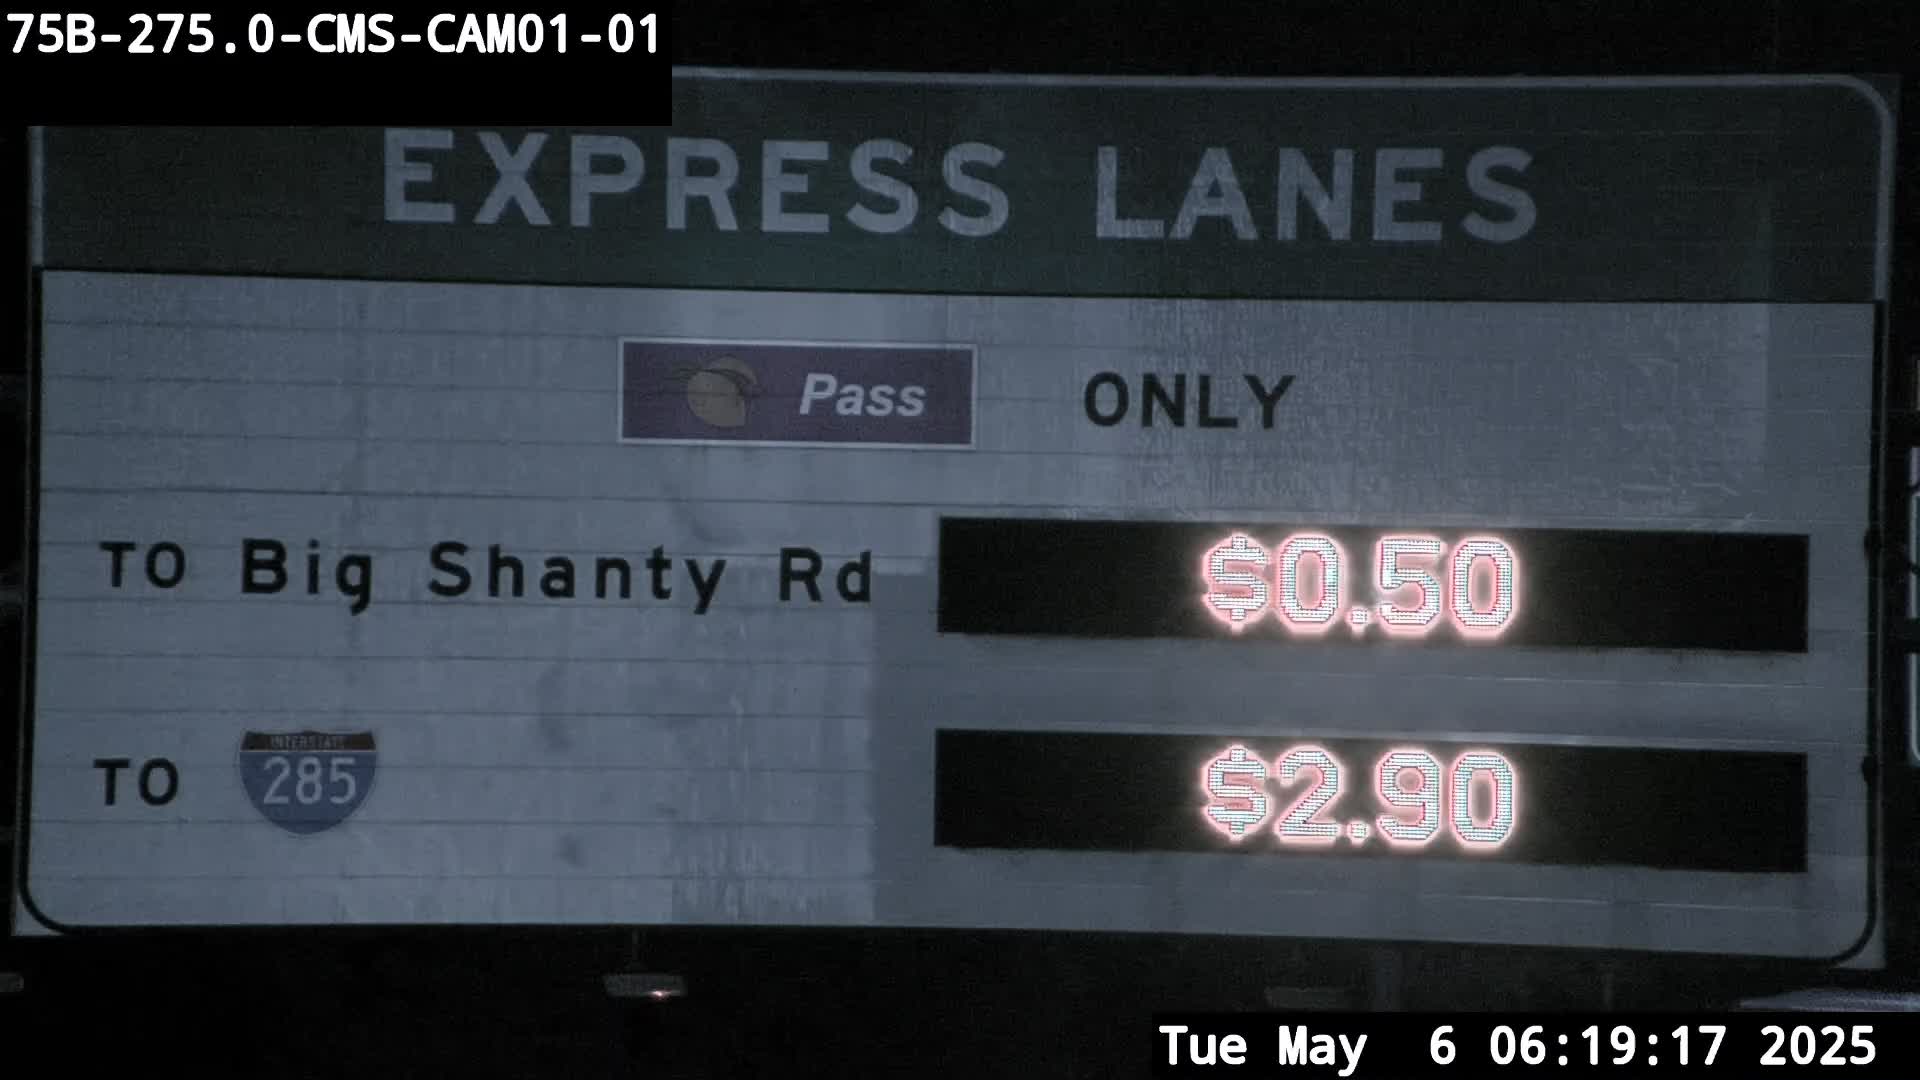 75B-275.0-CMS-CAM01-01
EXPRESS LANES
Pass ONLY
TO Big Shanty Rd $0.50
INTERSTATE
TO 285 $2.90
Tue May 6 06:19:17 2025